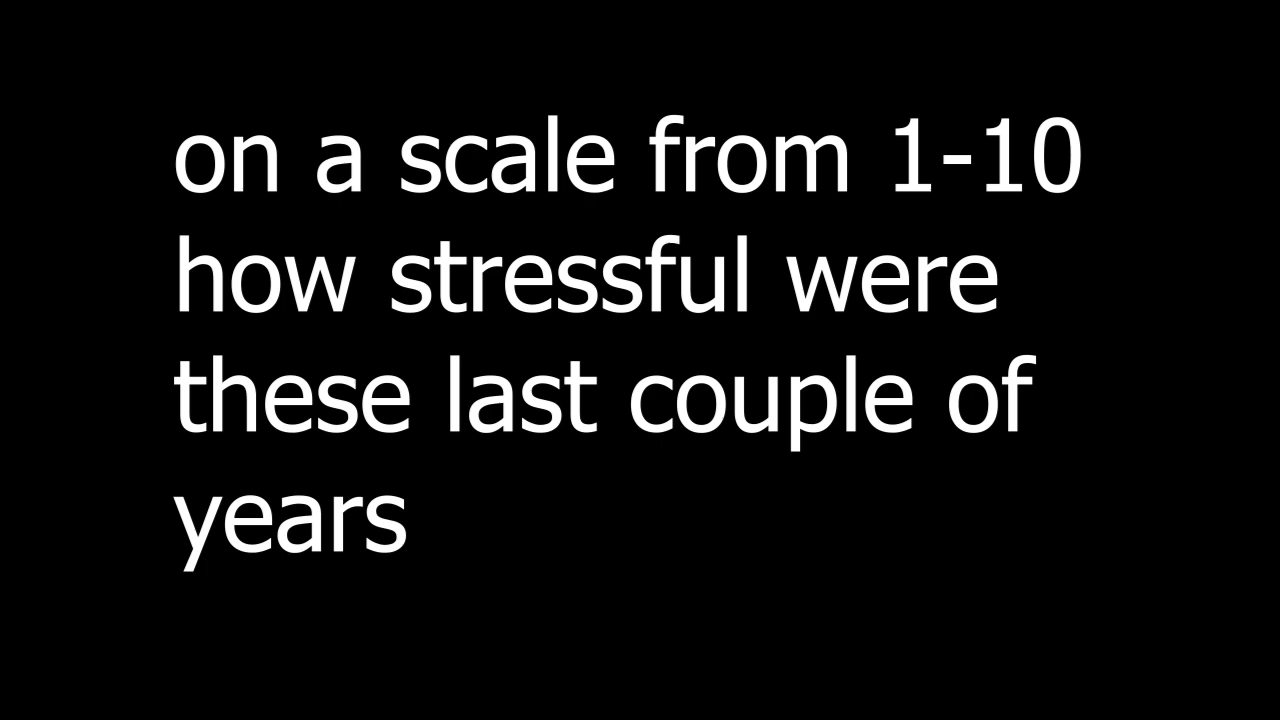 on a scale from 1-10
how stressful were
these last couple of
years